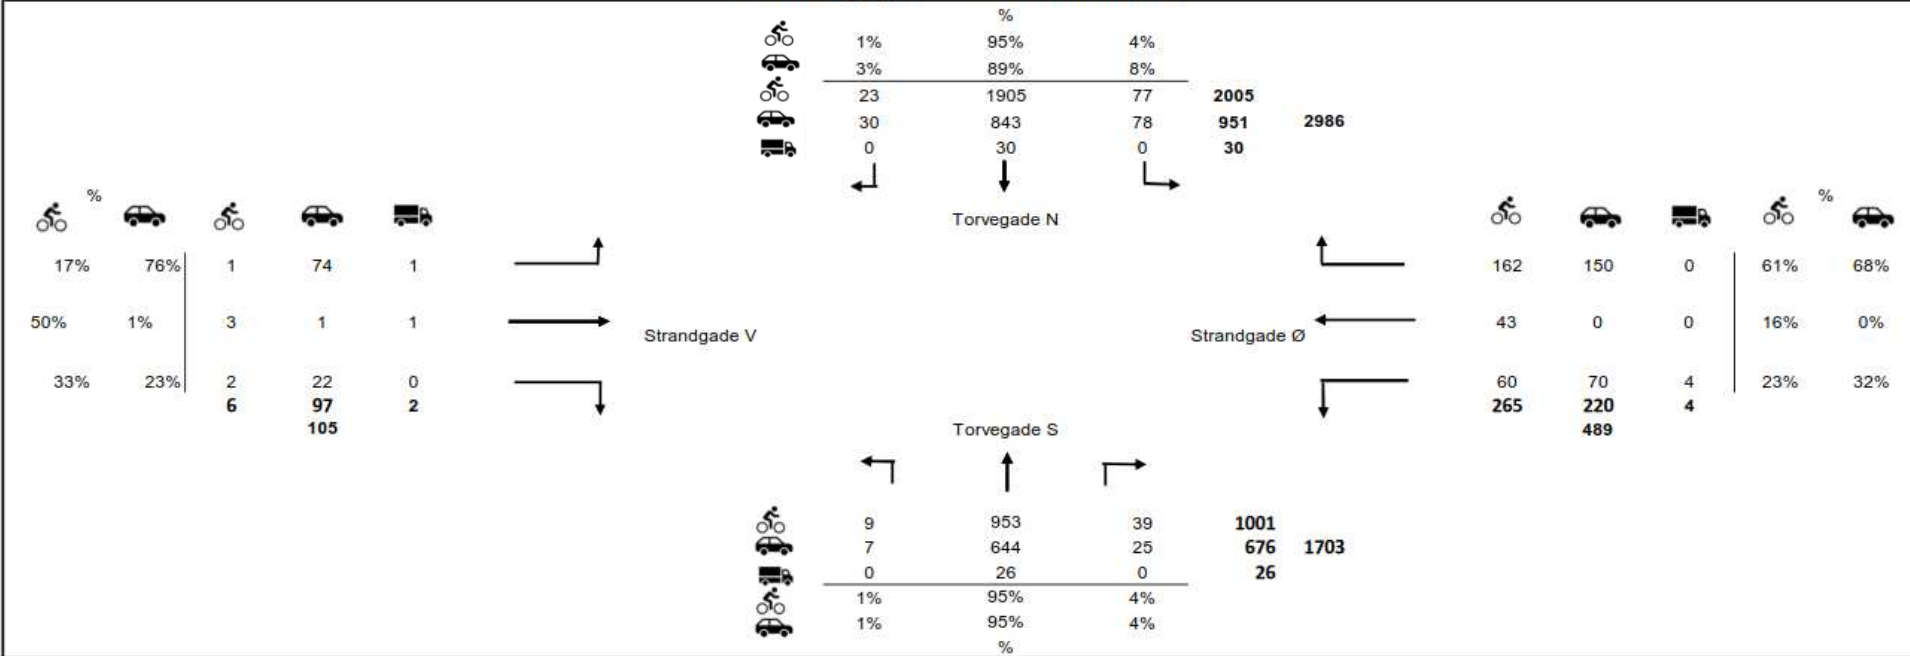 %
1% 95% 4%
3% 89% 8%
23 1905 77 2005
30 843 78 951 2986
0 30 0 30
Torvegade N
% %
17% 76% 1 74 1 162 150 0 61% 68%
50% 1% 3 1 1 43 0 0 16% 0%
Strandgade V Strandgade Ø
33% 23% 2 22 0 60 70 4 23% 32%
6 97 2 265 220 4
105 489
Torvegade S
9 953 39 1001
7 644 25 676 1703
0 26 0 26
1% 95% 4%
1% 95% 4%
%